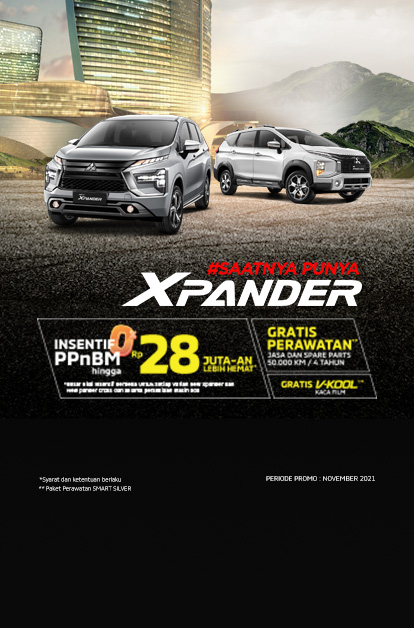 XPANDER
#SAATNYA PUNYA
XPANDER
INSENTIF 0%
PPnBM
hingga
Rp 28 JUTA-AN
LEBIH HEMAT*
GRATIS
PERAWATAN**
JASA DAN SPARE PARTS
50.000 KM / 4 TAHUN
GRATIS V-KOOL
KACA FILM
*Syarat dan ketentuan berlaku
** Paket Perawatan SMART SILVER
PERIODE PROMO : NOVEMBER 2021